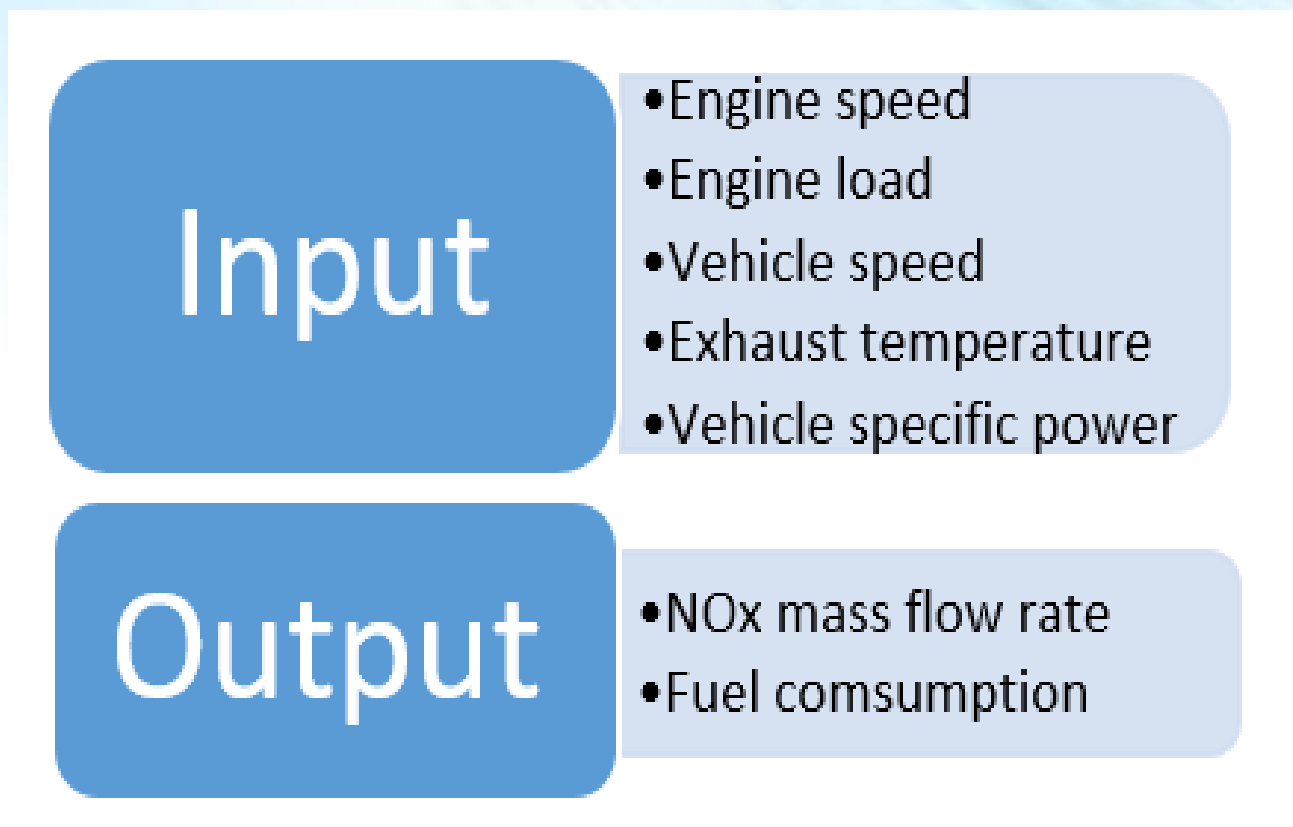 Input
•Engine speed
•Engine load
•Vehicle speed
•Exhaust temperature
•Vehicle specific power
Output
•NOx mass flow rate
•Fuel comsumption